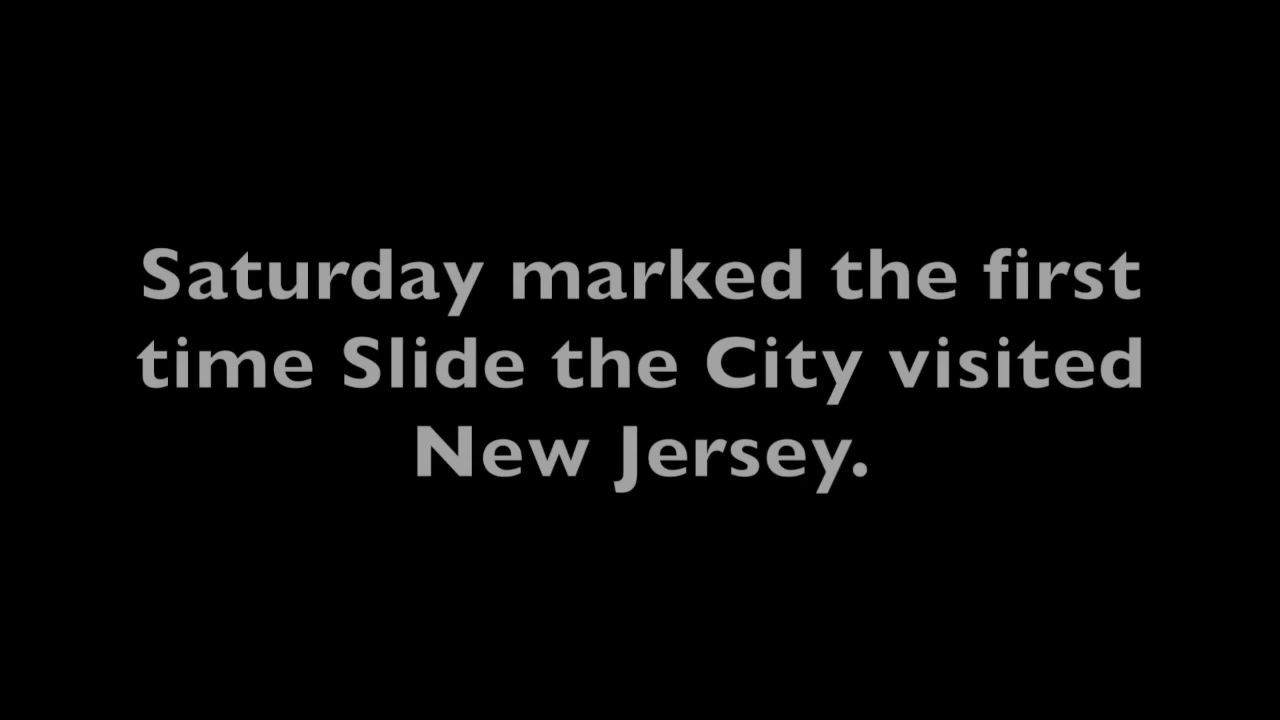 Saturday marked the first
time Slide the City visited
New Jersey.